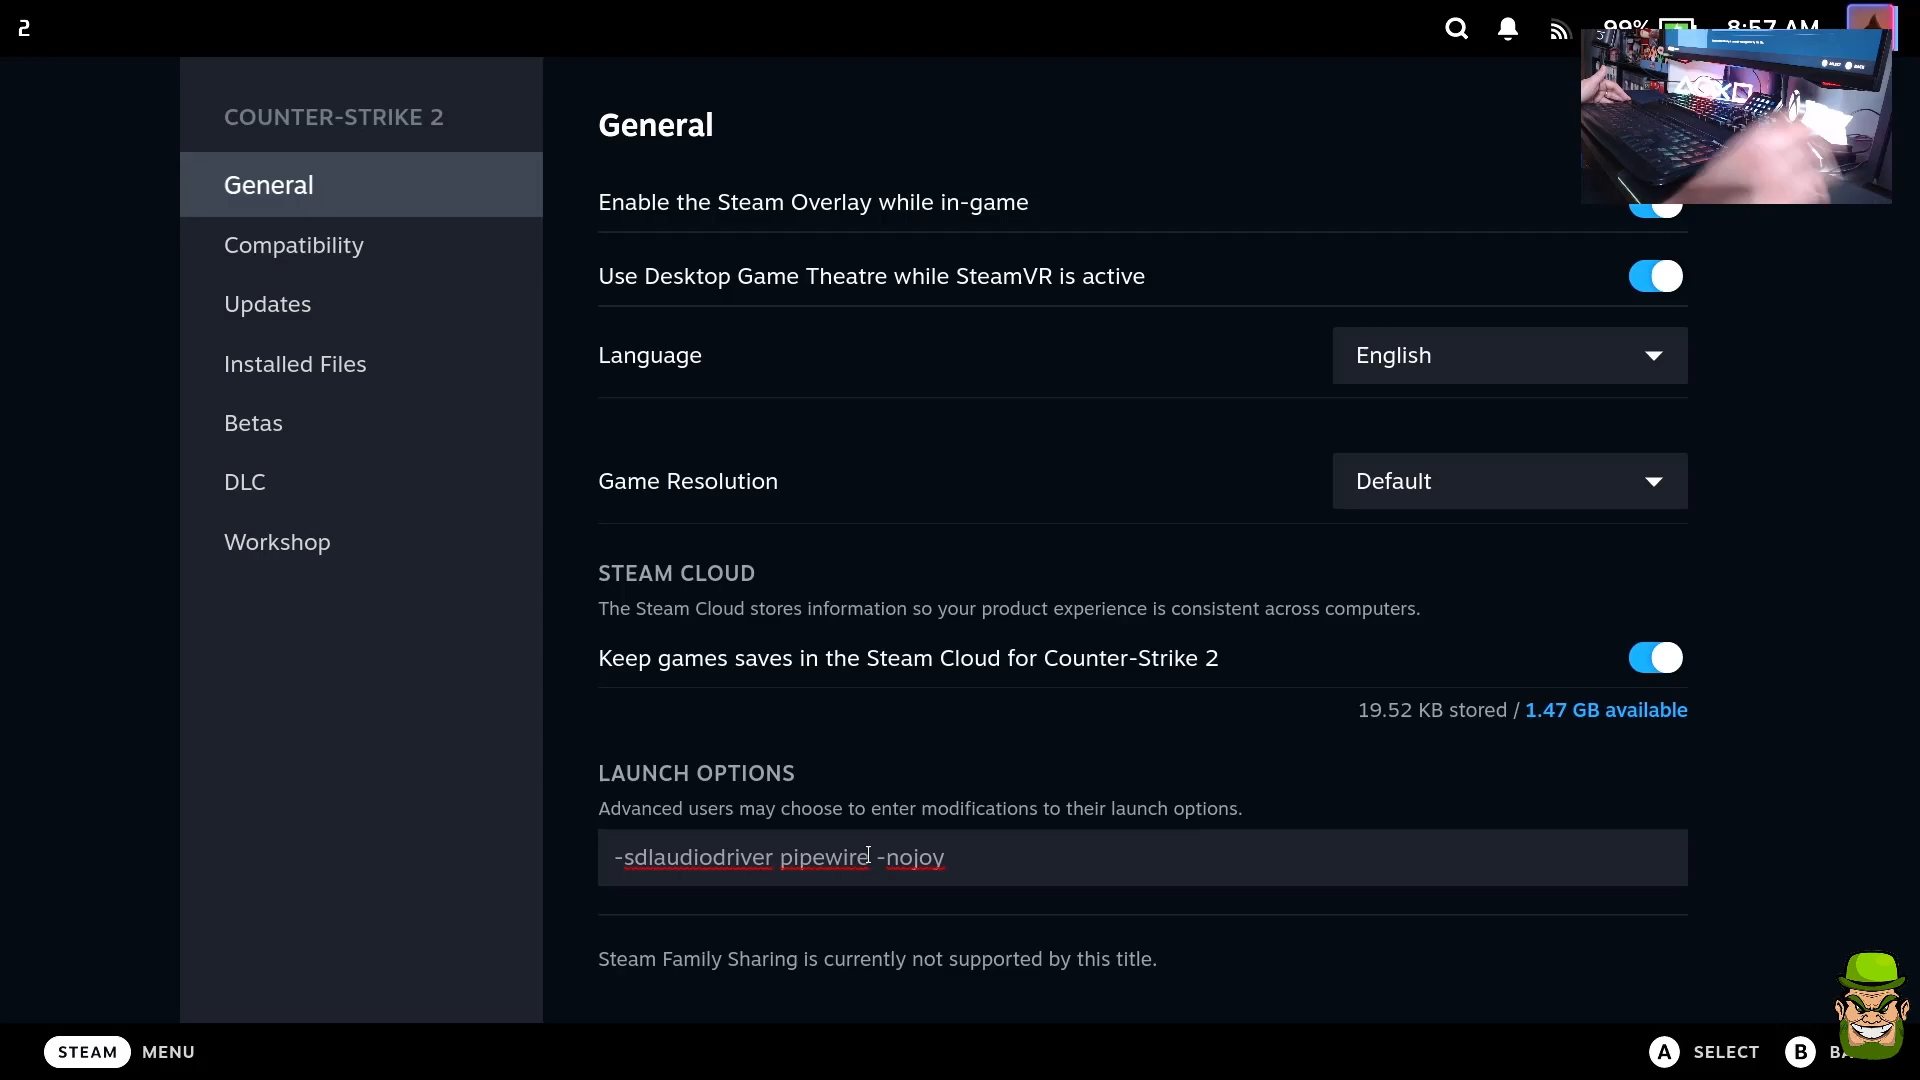 2
99% 8:57 AM
COUNTER-STRIKE 2
General
Compatibility
Updates
Installed Files
Betas
DLC
Workshop
General
Enable the Steam Overlay while in-game
Use Desktop Game Theatre while SteamVR is active
Language
English
Game Resolution
Default
STEAM CLOUD
The Steam Cloud stores information so your product experience is consistent across computers.
Keep games saves in the Steam Cloud for Counter-Strike 2
19.52 KB stored / 1.47 GB available
LAUNCH OPTIONS
Advanced users may choose to enter modifications to their launch options.
-sdlaudiodriver pipewire -nojoy
Steam Family Sharing is currently not supported by this title.
STEAM MENU
A SELECT B